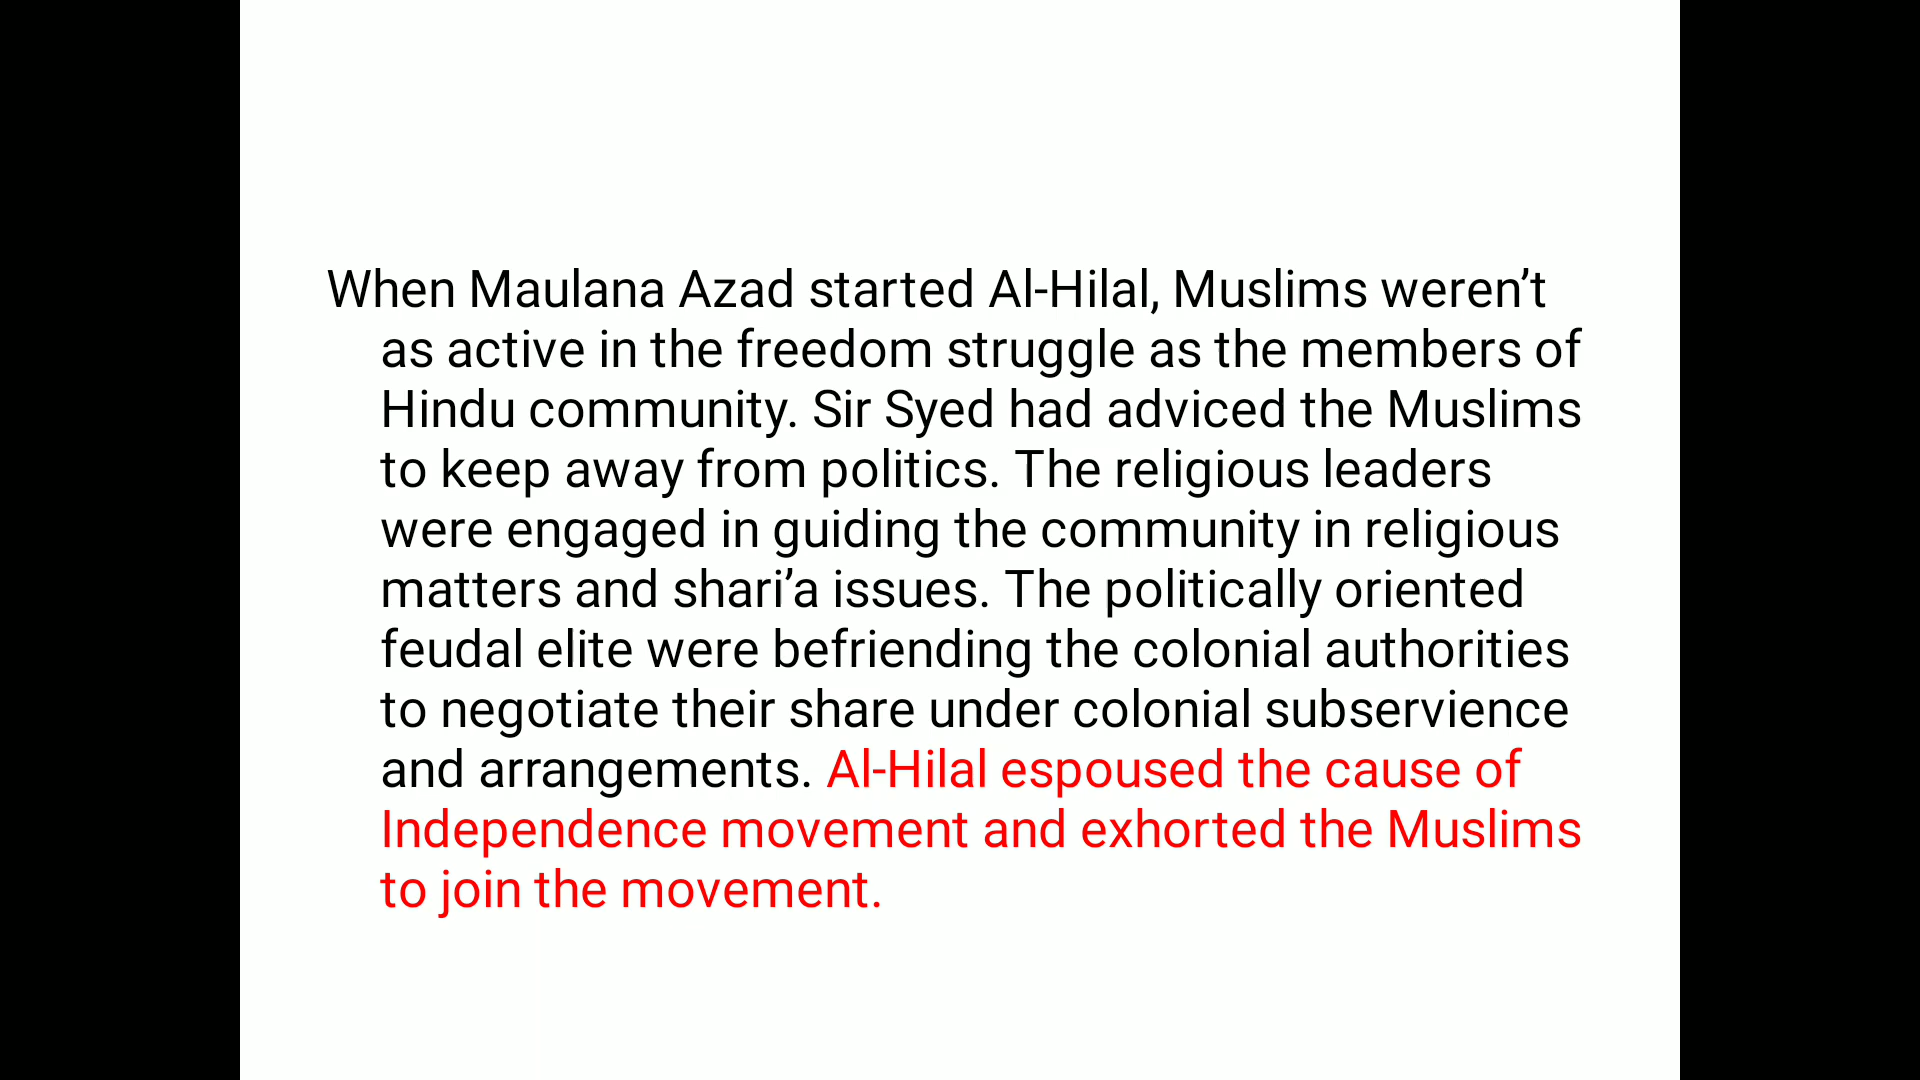 When Maulana Azad started Al-Hilal, Muslims weren’t
as active in the freedom struggle as the members of
Hindu community. Sir Syed had adviced the Muslims
to keep away from politics. The religious leaders
were engaged in guiding the community in religious
matters and shari’a issues. The politically oriented
feudal elite were befriending the colonial authorities
to negotiate their share under colonial subservience
and arrangements. Al-Hilal espoused the cause of
Independence movement and exhorted the Muslims
to join the movement.